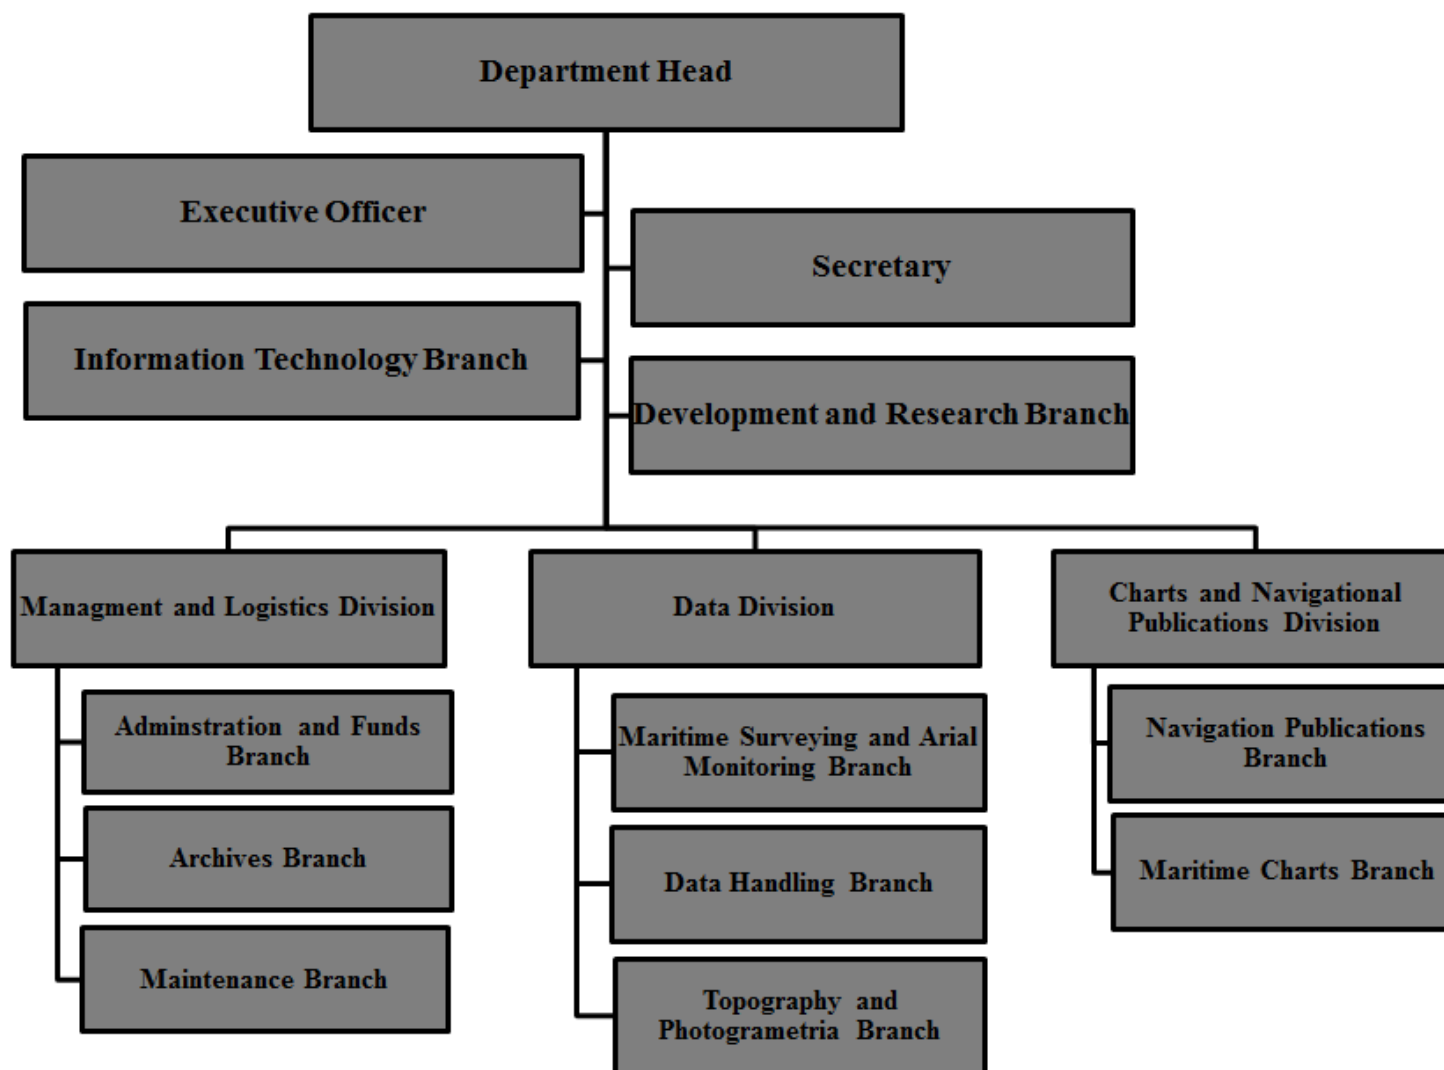 Department Head
Executive Officer
Secretary
Information Technology Branch
Development and Research Branch
Managment and Logistics Division
Data Division
Charts and Navigational
Publications Division
Adminstration and Funds
Branch
Archives Branch
Maintenance Branch
Maritime Surveying and Arial
Monitoring Branch
Data Handling Branch
Topography and
Photogrametria Branch
Navigation Publications
Branch
Maritime Charts Branch